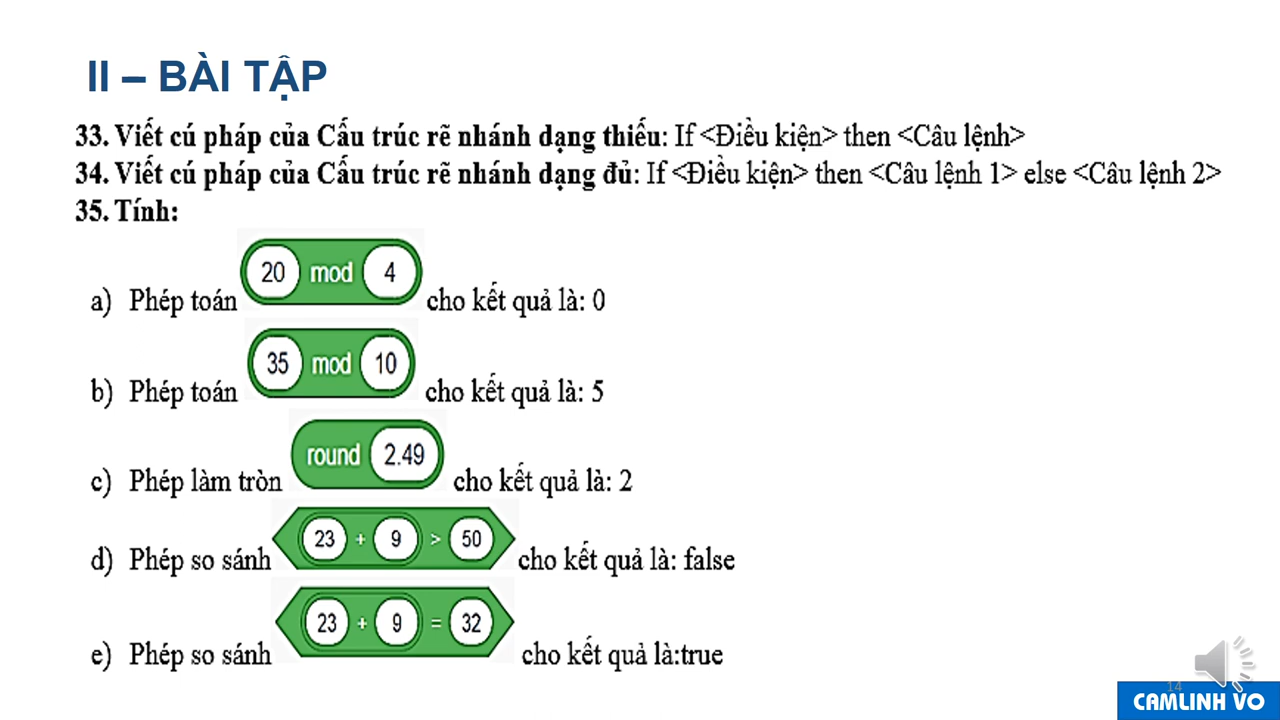 II – BÀI TẬP
33. Viết cú pháp của Cấu trúc rẽ nhánh dạng thiếu: If <Điều kiện> then <Câu lệnh>
34. Viết cú pháp của Cấu trúc rẽ nhánh dạng đủ: If <Điều kiện> then <Câu lệnh 1> else <Câu lệnh 2>
35. Tính:
a) Phép toán 20 mod 4 cho kết quả là: 0
b) Phép toán 35 mod 10 cho kết quả là: 5
c) Phép làm tròn round 2.49 cho kết quả là: 2
d) Phép so sánh 23 + 9 > 50 cho kết quả là: false
e) Phép so sánh 23 + 9 = 32 cho kết quả là:true
14
CAMLINH VO